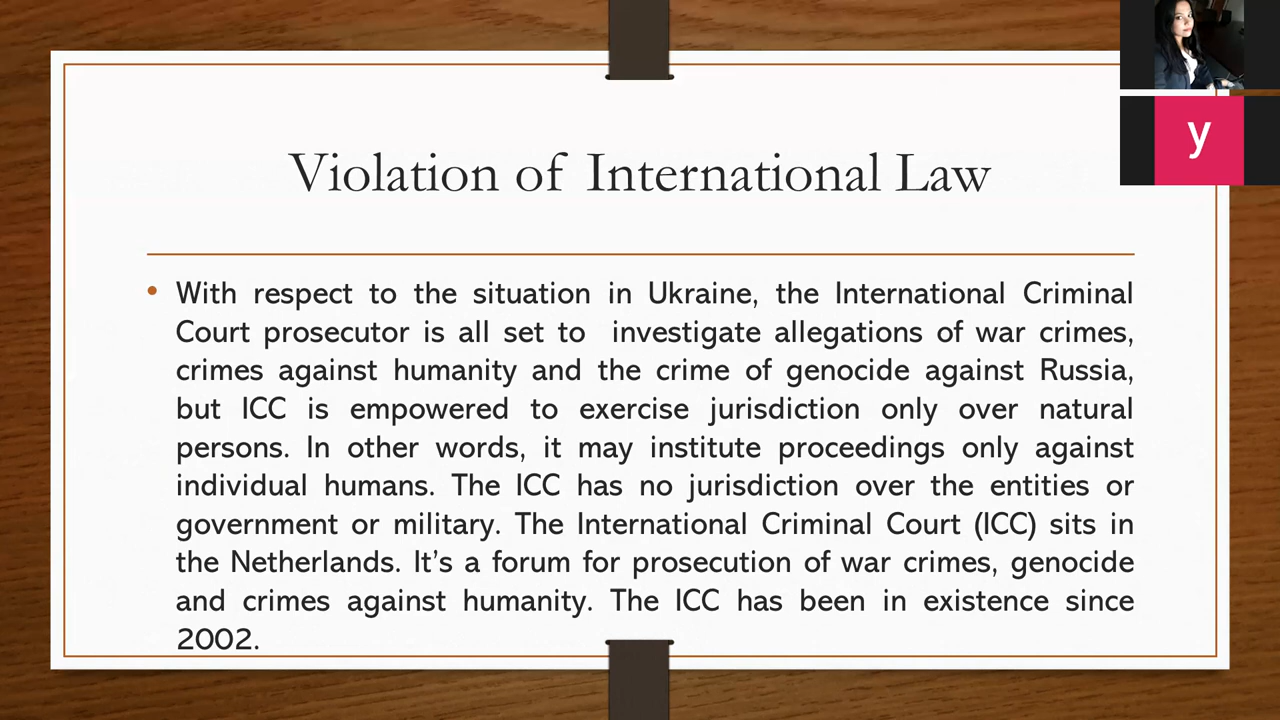 Violation of International Law
y
• With respect to the situation in Ukraine, the International Criminal
Court prosecutor is all set to investigate allegations of war crimes,
crimes against humanity and the crime of genocide against Russia,
but ICC is empowered to exercise jurisdiction only over natural
persons. In other words, it may institute proceedings only against
individual humans. The ICC has no jurisdiction over the entities or
government or military. The International Criminal Court (ICC) sits in
the Netherlands. It’s a forum for prosecution of war crimes, genocide
and crimes against humanity. The ICC has been in existence since
2002.